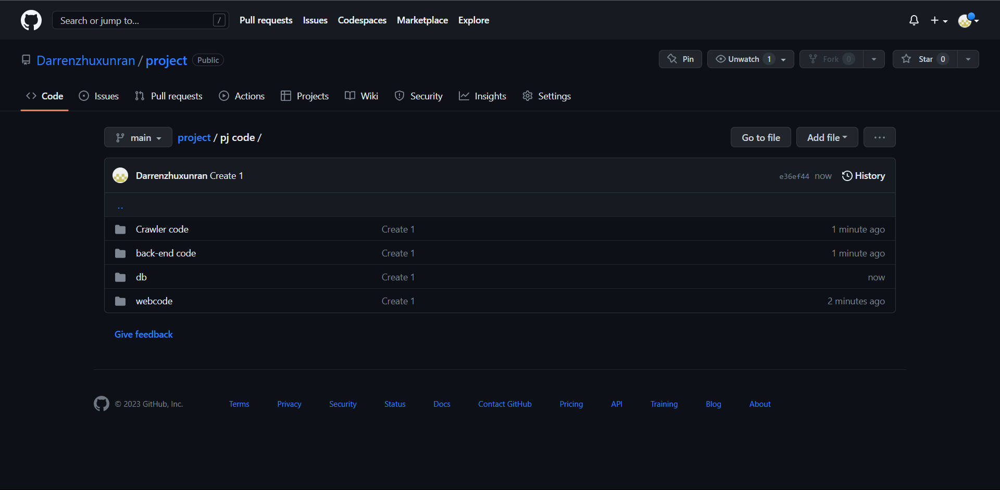 Search or jump to... / Pull requests Issues Codespaces Marketplace Explore
Darrenzhuxunran / project Public Pin Unwatch 1 Fork 0 Star 0
Code Issues Pull requests Actions Projects Wiki Security Insights Settings
main project / pj code / Go to file Add file ...
Darrenzhuxunran Create 1 e36ef44 now History
..
Crawler code Create 1 1 minute ago
back-end code Create 1 1 minute ago
db Create 1 now
webcode Create 1 2 minutes ago
Give feedback
© 2023 GitHub, Inc. Terms Privacy Security Status Docs Contact GitHub Pricing API Training Blog About